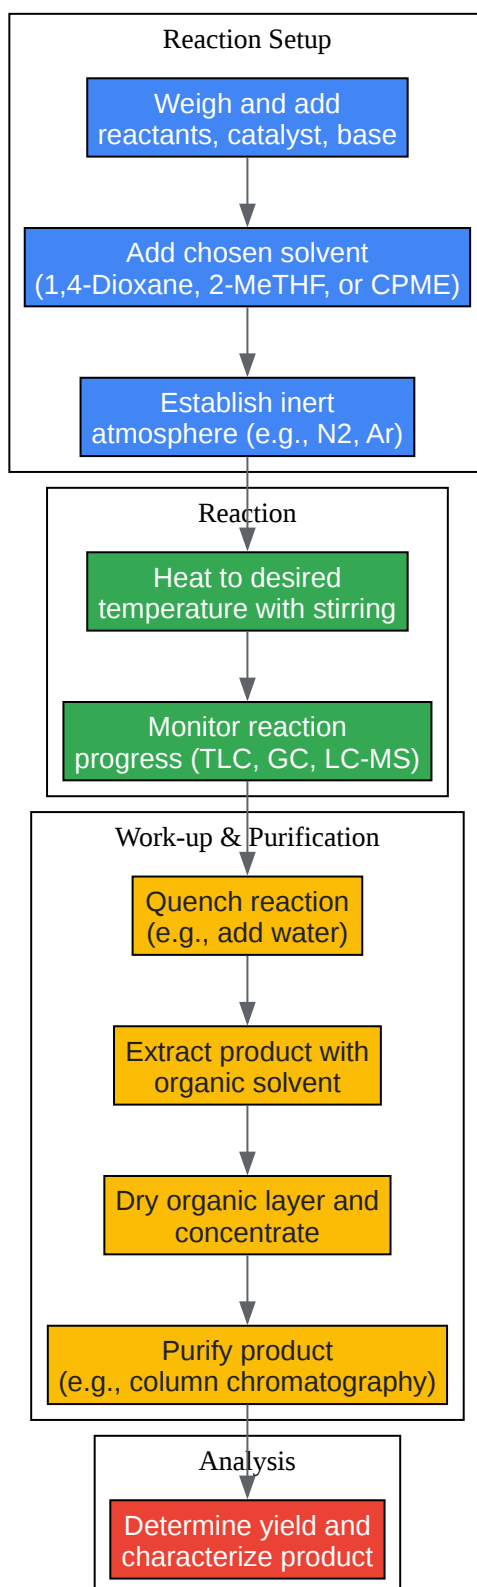 Reaction Setup
Weigh and add
reactants, catalyst, base
Add chosen solvent
(1,4-Dioxane, 2-MeTHF, or CPME)
Establish inert
atmosphere (e.g., N2, Ar)
Reaction
Heat to desired
temperature with stirring
Monitor reaction
progress (TLC, GC, LC-MS)
Work-up & Purification
Quench reaction
(e.g., add water)
Extract product with
organic solvent
Dry organic layer and
concentrate
Purify product
(e.g., column chromatography)
Analysis
Determine yield and
characterize product